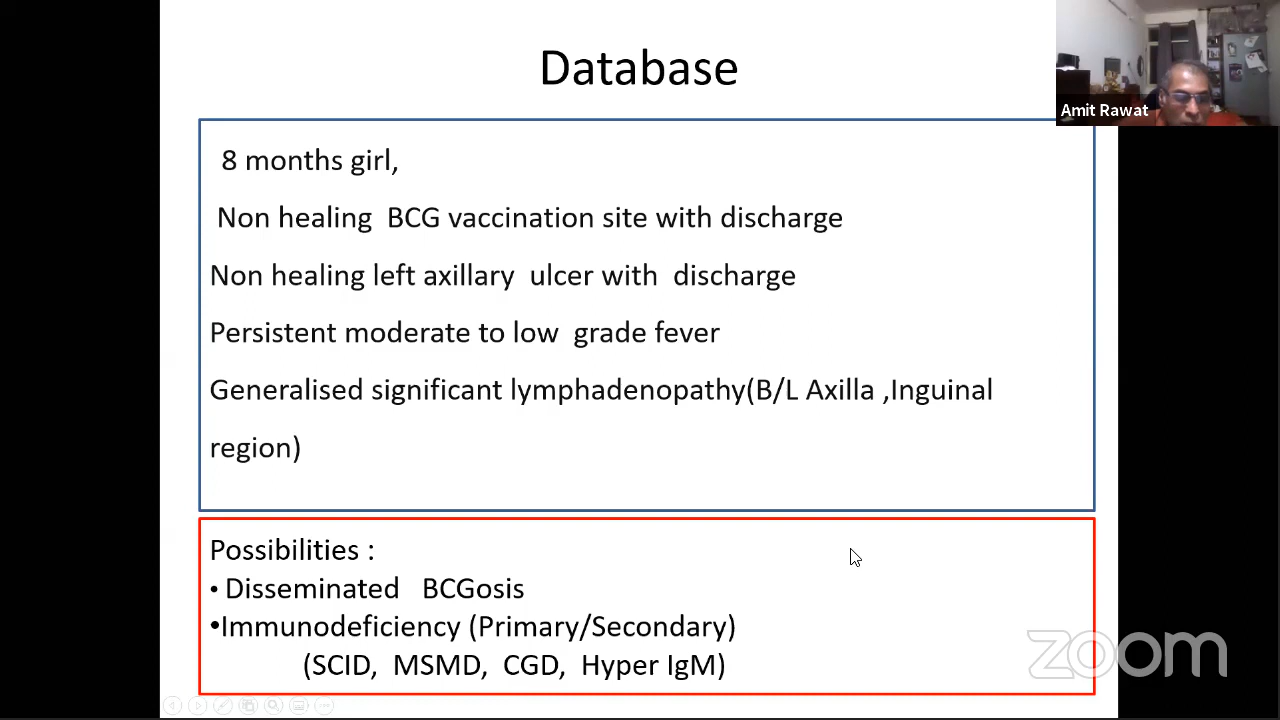 Database
Amit Rawat
8 months girl,
Non healing BCG vaccination site with discharge
Non healing left axillary ulcer with discharge
Persistent moderate to low grade fever
Generalised significant lymphadenopathy(B/L Axilla ,Inguinal
region)
Possibilities :
• Disseminated BCGosis
•Immunodeficiency (Primary/Secondary)
(SCID, MSMD, CGD, Hyper IgM)
zoom